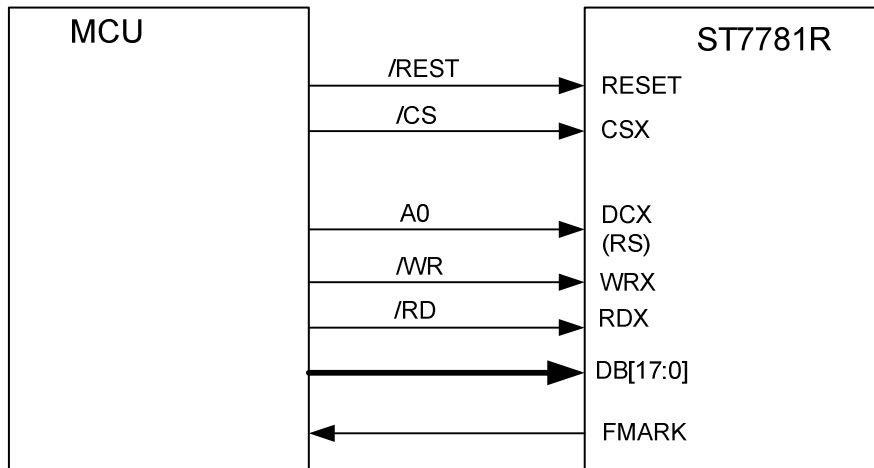 MCU
ST7781R
/REST
RESET
/CS
CSX
A0
DCX
(RS)
/WR
WRX
/RD
RDX
DB[17:0]
FMARK